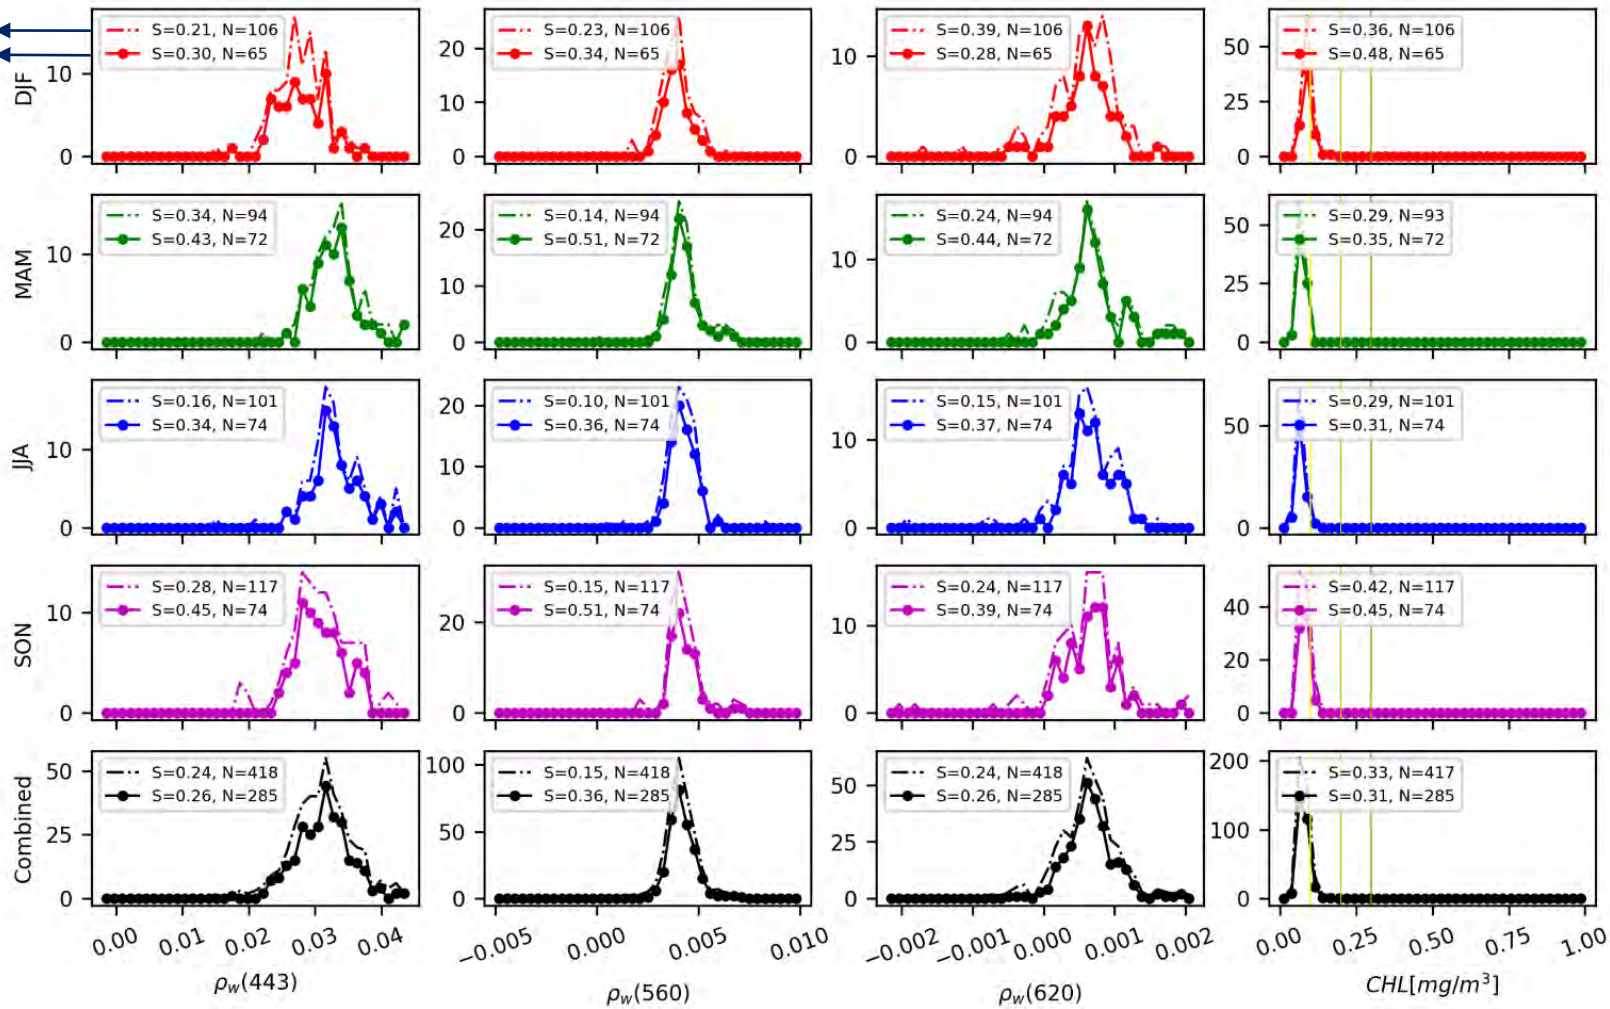 DJF
S=0.21, N=106
S=0.30, N=65
10
0
S=0.23, N=106
S=0.34, N=65
20
10
0
S=0.39, N=106
S=0.28, N=65
10
0
S=0.36, N=106
S=0.48, N=65
50
25
0
MAM
S=0.34, N=94
S=0.43, N=72
10
0
S=0.14, N=94
S=0.51, N=72
20
10
0
S=0.24, N=94
S=0.44, N=72
10
0
S=0.29, N=93
S=0.35, N=72
50
25
0
JJA
S=0.16, N=101
S=0.34, N=74
10
0
S=0.10, N=101
S=0.36, N=74
20
10
0
S=0.15, N=101
S=0.37, N=74
10
0
S=0.29, N=101
S=0.31, N=74
50
0
SON
S=0.28, N=117
S=0.45, N=74
10
0
S=0.15, N=117
S=0.51, N=74
20
0
S=0.24, N=117
S=0.39, N=74
10
0
S=0.42, N=117
S=0.45, N=74
40
20
0
Combined
S=0.24, N=418
S=0.26, N=285
50
25
0
S=0.15, N=418
S=0.36, N=285
100
50
0
S=0.24, N=418
S=0.26, N=285
50
25
0
S=0.33, N=417
S=0.31, N=285
200
100
0
0.00 0.01 0.02 0.03 0.04
−0.005 0.000 0.005 0.010
−0.002 −0.001 0.000 0.001 0.002
0.00 0.25 0.50 0.75 1.00
ρw(443)
ρw(560)
ρw(620)
CHL[mg/m³]